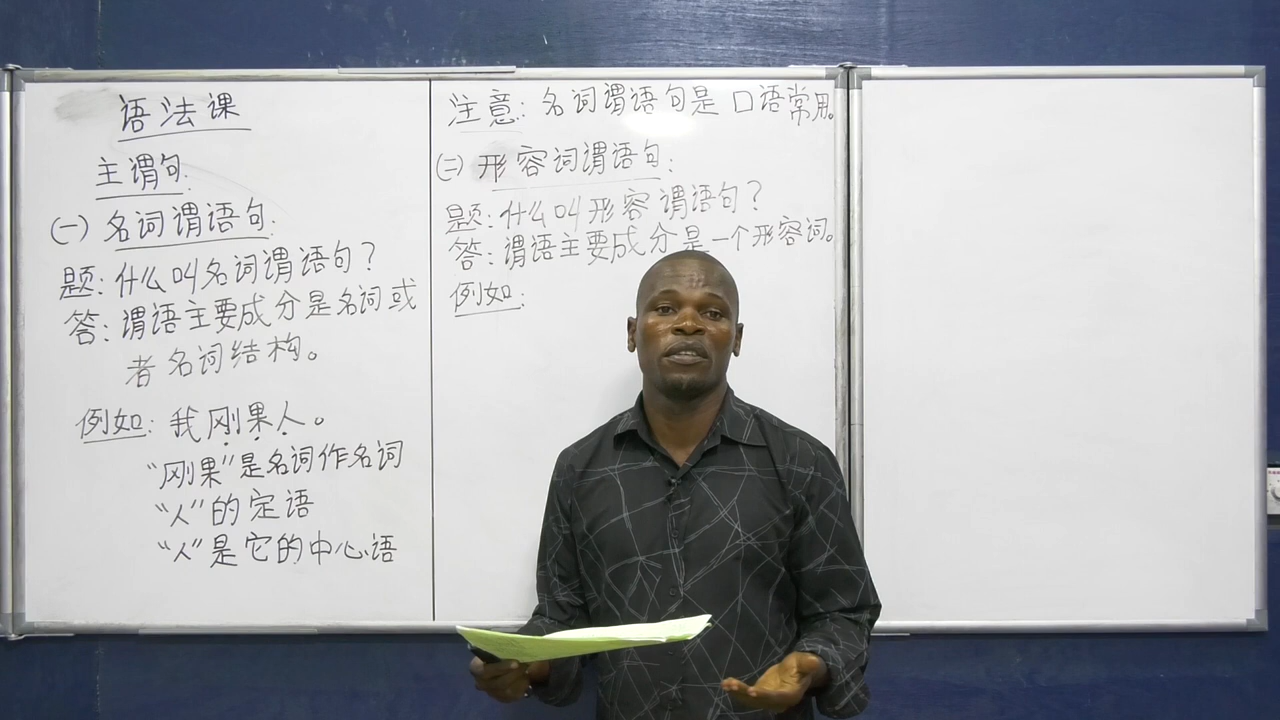 语法课
主谓句.
(一) 名词谓语句.
题: 什么叫名词谓语句?
答: 谓语主要成分是名词或
者名词结构。
例如: 我刚果人。
"刚果"是名词作名词
"人"的定语
"人"是它的中心语
注意: 名词谓语句是口语常用。
(二) 形容词谓语句:
题: 什么叫形容谓语句?
答: 谓语主要成分是一个形容词。
例如: